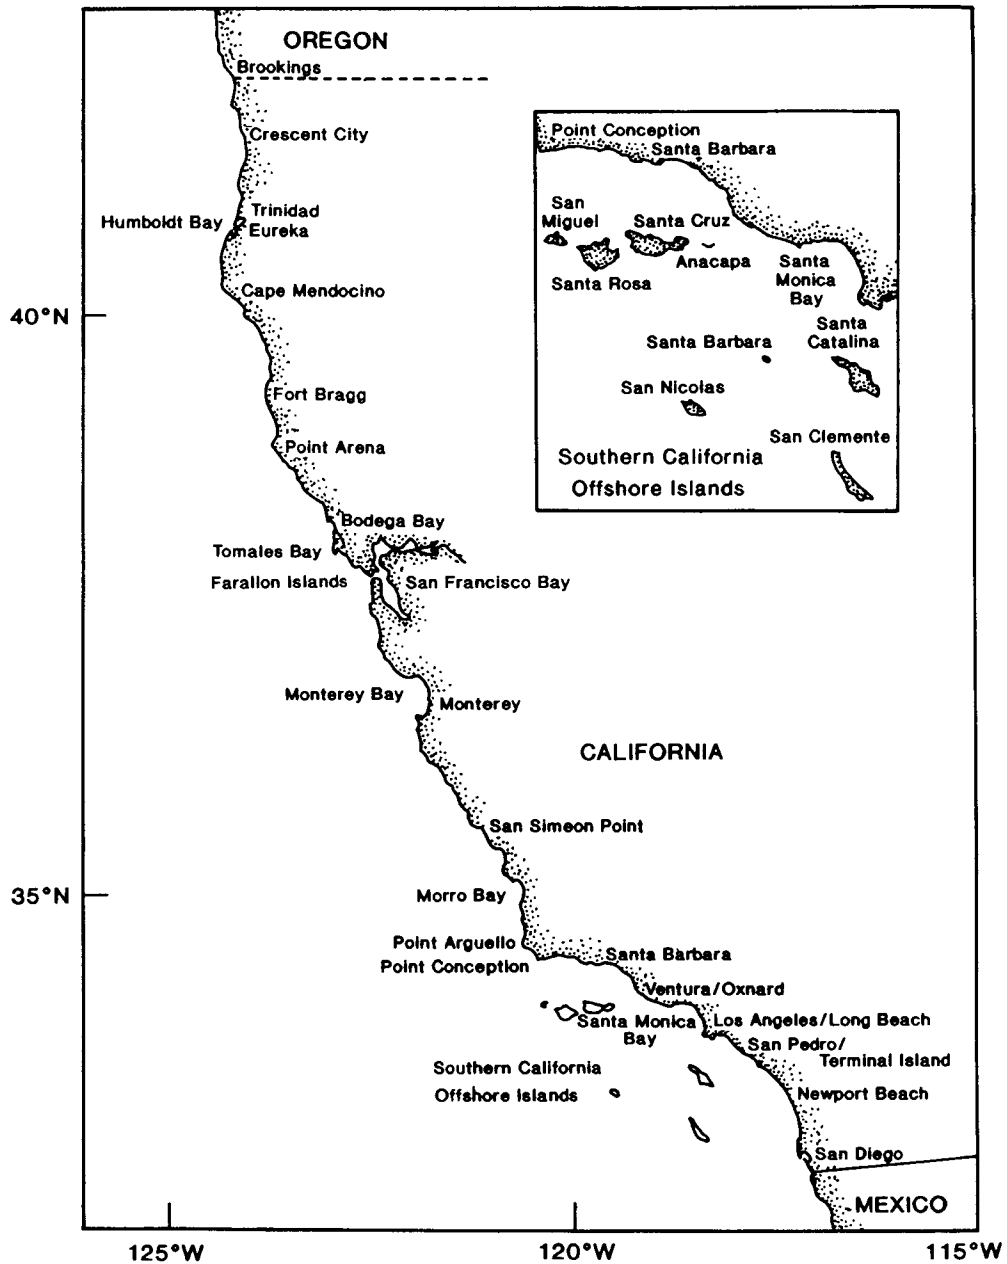 OREGON
Brookings
Crescent City
Trinidad
Humboldt Bay
Eureka
Cape Mendocino
40°N
Fort Bragg
Point Arena
Bodega Bay
Tomales Bay
Farallon Islands
San Francisco Bay
Monterey Bay
Monterey
CALIFORNIA
San Simeon Point
35°N
Morro Bay
Point Arguello
Point Conception
Santa Barbara
Ventura/Oxnard
Santa Monica
Bay
Los Angeles/Long Beach
San Pedro/
Terminal Island
Southern California
Offshore Islands
Newport Beach
San Diego
MEXICO
125°W
120°W
115°W
Point Conception
Santa Barbara
San
Miguel
Santa Cruz
Anacapa
Santa Rosa
Santa
Monica
Bay
Santa
Catalina
Santa Barbara
San Nicolas
San Clemente
Southern California
Offshore Islands